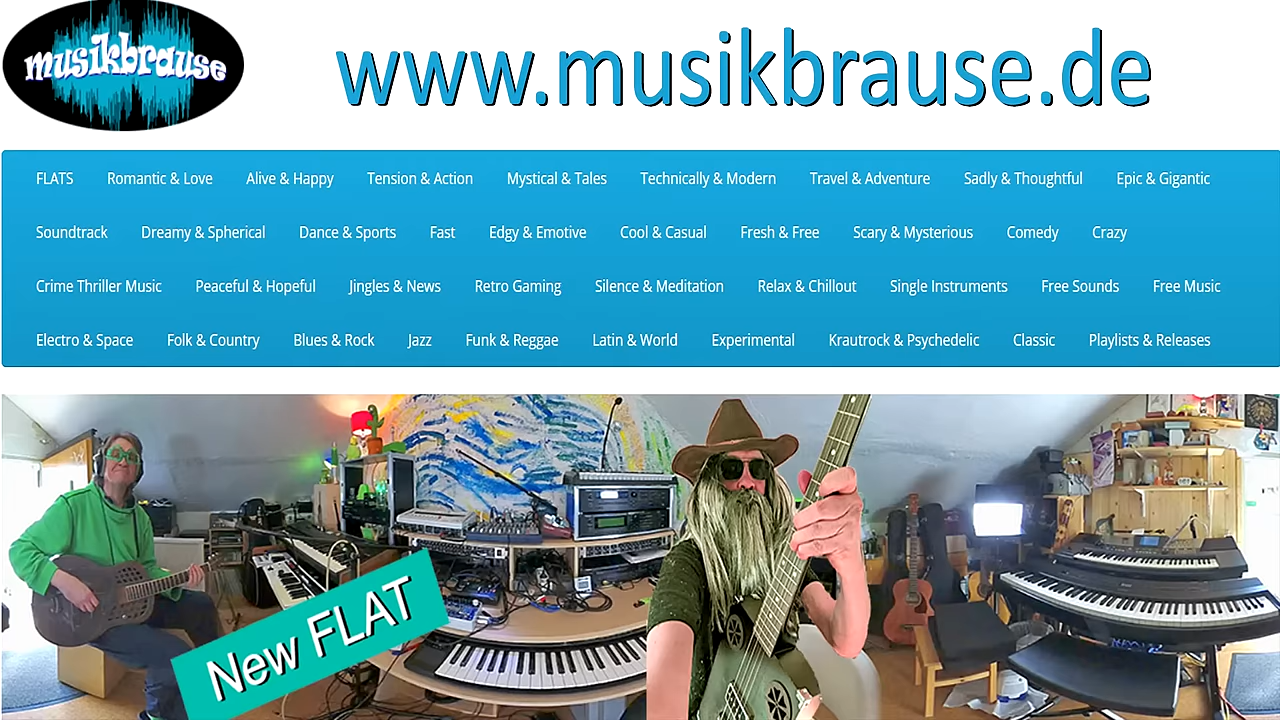 musikbrause
www.musikbrause.de
FLATS Romantic & Love Alive & Happy Tension & Action Mystical & Tales Technically & Modern Travel & Adventure Sadly & Thoughtful Epic & Gigantic
Soundtrack Dreamy & Spherical Dance & Sports Fast Edgy & Emotive Cool & Casual Fresh & Free Scary & Mysterious Comedy Crazy
Crime Thriller Music Peaceful & Hopeful Jingles & News Retro Gaming Silence & Meditation Relax & Chillout Single Instruments Free Sounds Free Music
Electro & Space Folk & Country Blues & Rock Jazz Funk & Reggae Latin & World Experimental Krautrock & Psychedelic Classic Playlists & Releases
New FLAT